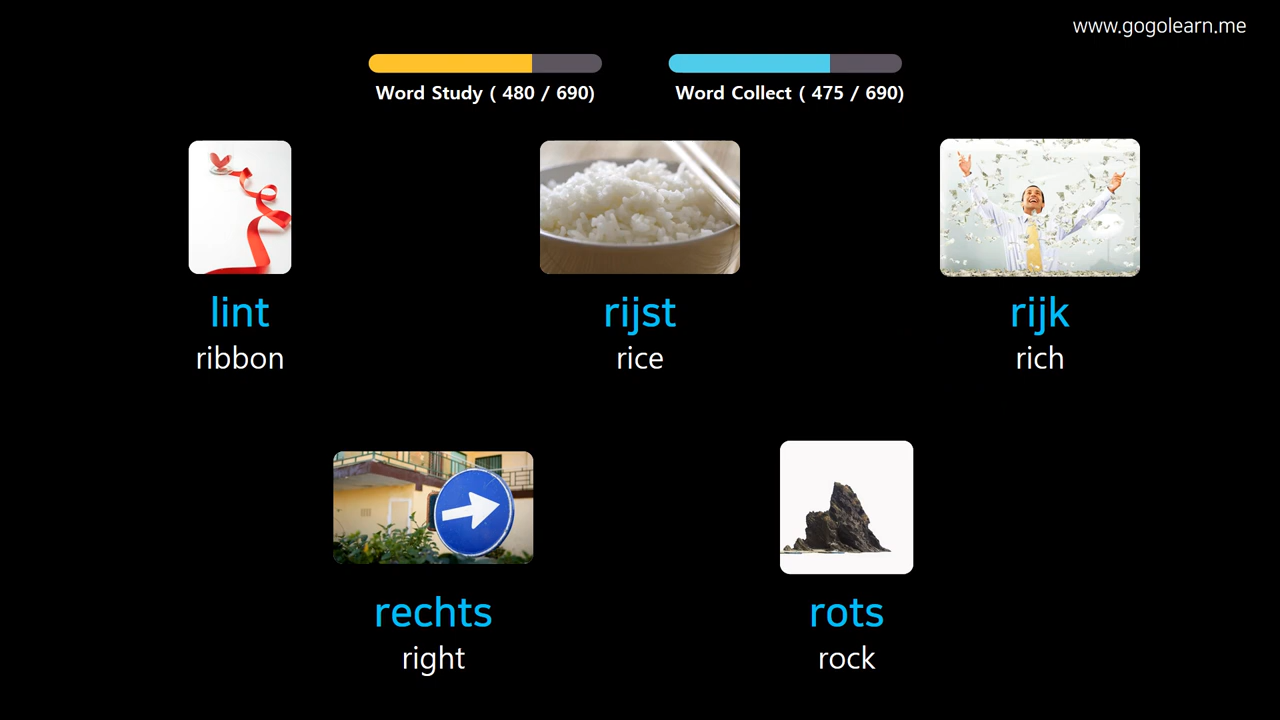 www.gogolearn.me
Word Study ( 480 / 690)
Word Collect ( 475 / 690)
lint
ribbon
rijst
rice
rijk
rich
rechts
right
rots
rock